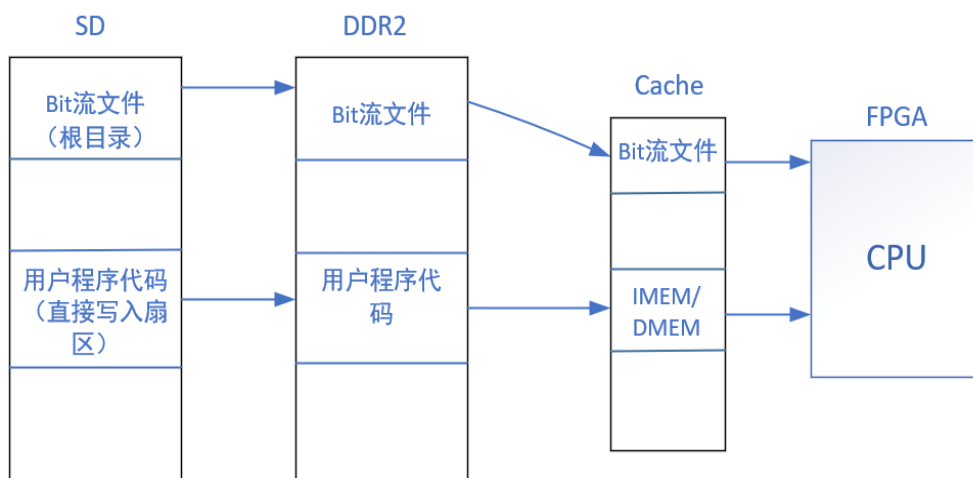 SD
DDR2
Cache
FPGA
Bit流文件
（根目录）
Bit流文件
Bit流文件
CPU
用户程序代码
（直接写入扇
区）
用户程序代
码
IMEM/
DMEM